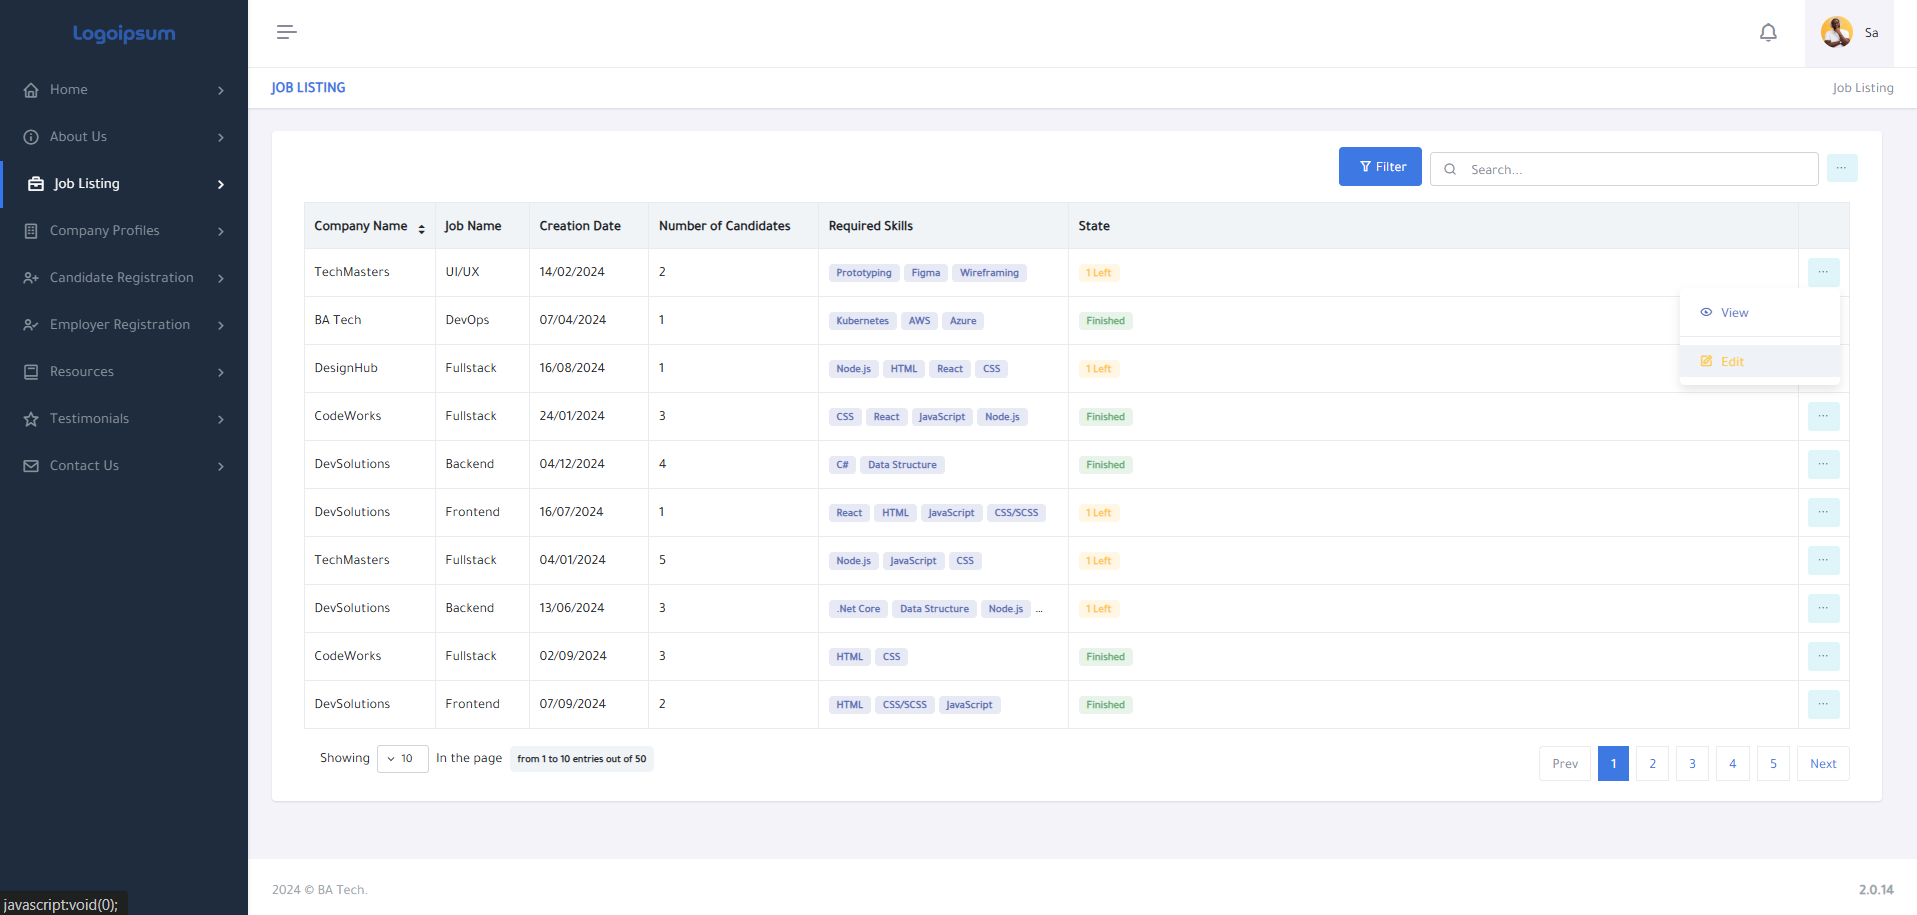 Logoipsum
Sa
Home
About Us
Job Listing
Company Profiles
Candidate Registration
Employer Registration
Resources
Testimonials
Contact Us
JOB LISTING
Job Listing
Filter
Search...
...
Company Name Job Name Creation Date Number of Candidates Required Skills State
TechMasters UI/UX 14/02/2024 2 Prototyping Figma Wireframing 1 Left ...
View
Edit
BA Tech DevOps 07/04/2024 1 Kubernetes AWS Azure Finished
DesignHub Fullstack 16/08/2024 1 Node.js HTML React CSS 1 Left
CodeWorks Fullstack 24/01/2024 3 CSS React JavaScript Node.js Finished ...
DevSolutions Backend 04/12/2024 4 C# Data Structure Finished ...
DevSolutions Frontend 16/07/2024 1 React HTML JavaScript CSS/SCSS 1 Left ...
TechMasters Fullstack 04/01/2024 5 Node.js JavaScript CSS 1 Left ...
DevSolutions Backend 13/06/2024 3 .Net Core Data Structure Node.js ... 1 Left ...
CodeWorks Fullstack 02/09/2024 3 HTML CSS Finished ...
DevSolutions Frontend 07/09/2024 2 HTML CSS/SCSS JavaScript Finished ...
Showing 10 In the page from 1 to 10 entries out of 50
Prev 1 2 3 4 5 Next
2024 © BA Tech.
2.0.14
javascript:void(0);